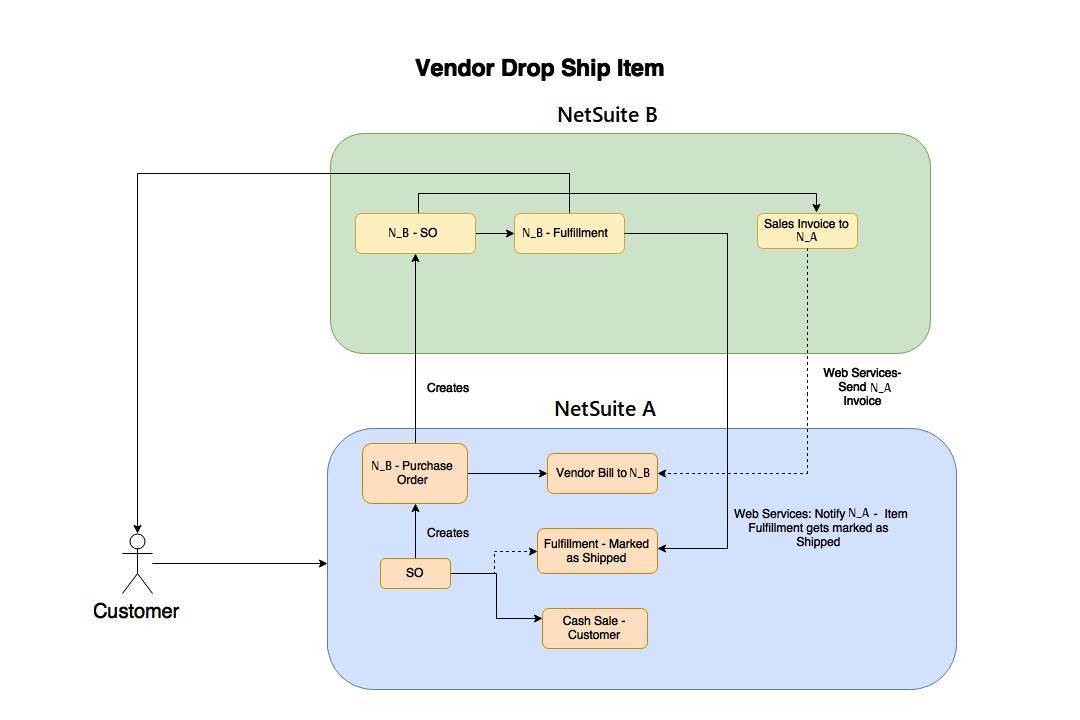 Vendor Drop Ship Item
NetSuite B
N_B - SO
N_B - Fulfillment
Sales Invoice to
N_A
Creates
Web Services-
Send N_A
Invoice
NetSuite A
N_B - Purchase
Order
Vendor Bill to N_B
Web Services: Notify N_A - Item
Fulfillment gets marked as
Shipped
Creates
Fulfillment - Marked
as Shipped
SO
Cash Sale -
Customer
Customer